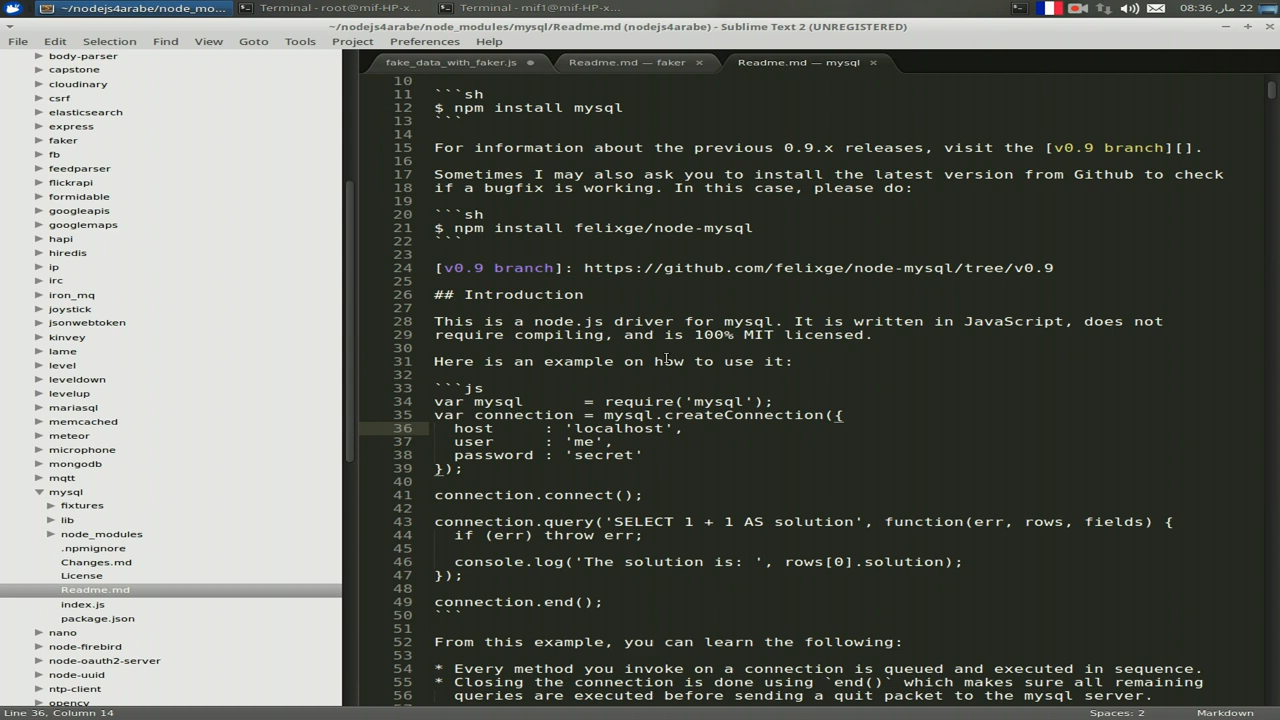 ~/nodejs4arabe/node_mo...
Terminal - root@mif-HP-x...
Terminal - mif1@mif-HP-x...
22 مار, 08:36
~/nodejs4arabe/node_modules/mysql/Readme.md (nodejs4arabe) - Sublime Text 2 (UNREGISTERED)
File Edit Selection Find View Goto Tools Project Preferences Help
body-parser
capstone
cloudinary
csrf
elasticsearch
express
faker
fb
feedparser
flickrapi
formidable
googleapis
googlemaps
hapi
hiredis
ip
irc
iron_mq
joystick
jsonwebtoken
kinvey
lame
level
leveldown
levelup
mariasql
memcached
meteor
microphone
mongodb
mqtt
mysql
fixtures
lib
node_modules
.npmignore
Changes.md
License
Readme.md
index.js
package.json
nano
node-firebird
node-oauth2-server
node-uuid
ntp-client
opencv
fake_data_with_faker.js
Readme.md — faker ×
Readme.md — mysql ×
10
11 ```sh
12 $ npm install mysql
13 ```
14
15 For information about the previous 0.9.x releases, visit the [v0.9 branch][].
16
17 Sometimes I may also ask you to install the latest version from Github to check
18 if a bugfix is working. In this case, please do:
19
20 ```sh
21 $ npm install felixge/node-mysql
22 ```
23
24 [v0.9 branch]: https://github.com/felixge/node-mysql/tree/v0.9
25
26 ## Introduction
27
28 This is a node.js driver for mysql. It is written in JavaScript, does not
29 require compiling, and is 100% MIT licensed.
30
31 Here is an example on how to use it:
32
33 ```js
34 var mysql      = require('mysql');
35 var connection = mysql.createConnection({
36   host     : 'localhost',
37   user     : 'me',
38   password : 'secret'
39 });
40
41 connection.connect();
42
43 connection.query('SELECT 1 + 1 AS solution', function(err, rows, fields) {
44   if (err) throw err;
45
46   console.log('The solution is: ', rows[0].solution);
47 });
48
49 connection.end();
50 ```
51
52 From this example, you can learn the following:
53
54 * Every method you invoke on a connection is queued and executed in sequence.
55 * Closing the connection is done using `end()` which makes sure all remaining
56   queries are executed before sending a quit packet to the mysql server.
Line 36, Column 14
Spaces: 2
Markdown